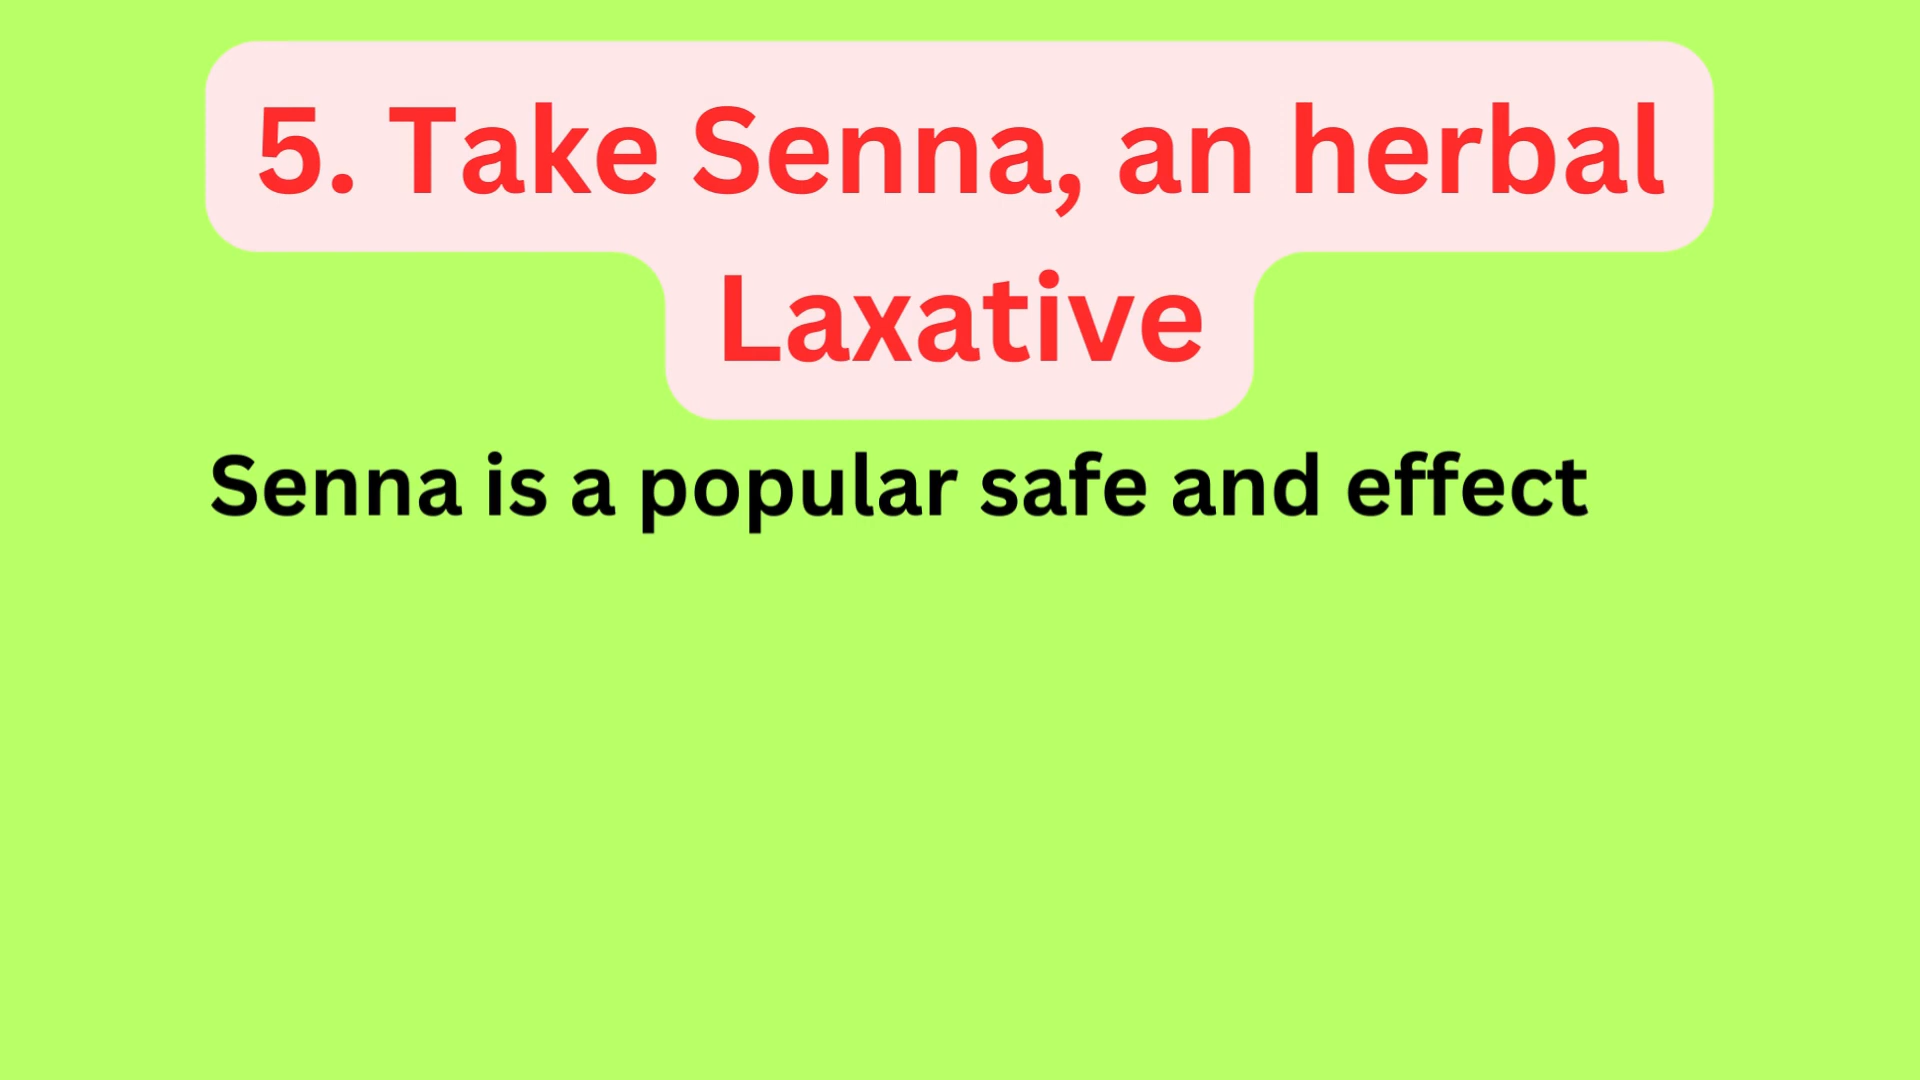 5. Take Senna, an herbal
Laxative
Senna is a popular safe and effect